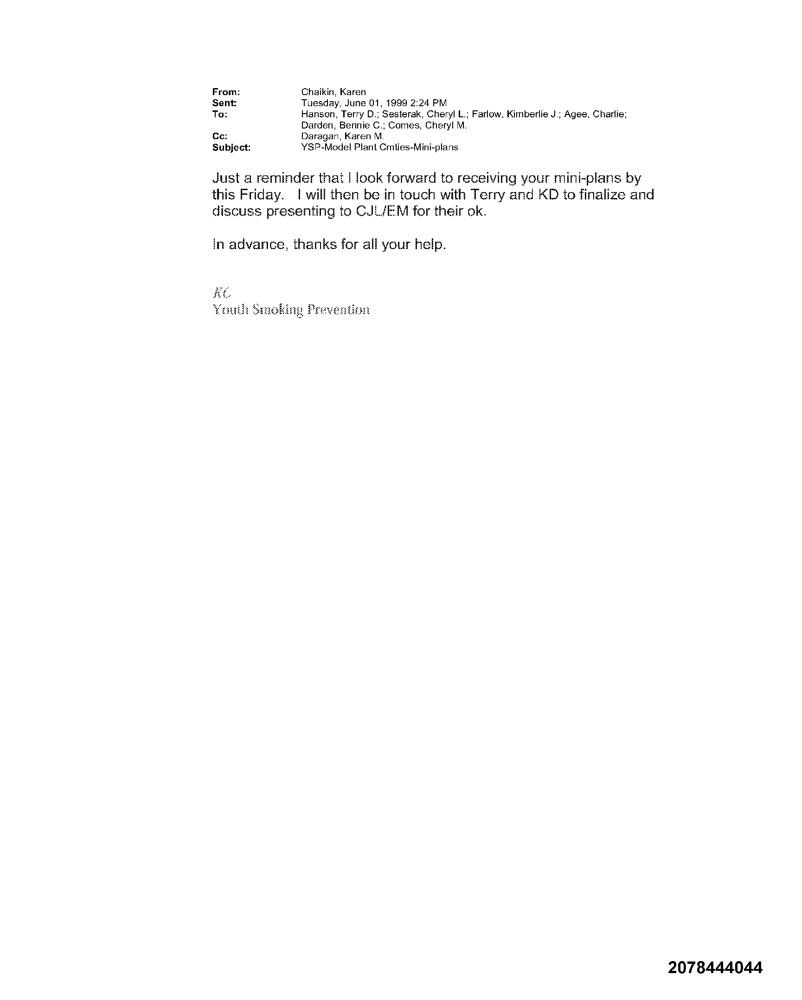 From: Chaikin, Karen
Sent: Tuesday, June 01, 1999 2:24 PM
To: Hanson, Terry D.; Sesterak, Cheryl L.; Farlow, Kimberlie J.; Agee, Charlie;
Darden, Bennie C.; Comes, Cheryl M.
Cc: Daragan, Karen M.
Subject: YSP-Model Plant Cmties-Mini-plans
Just a reminder that I look forward to receiving your mini-plans by
this Friday. I will then be in touch with Terry and KD to finalize and
discuss presenting to CJL/EM for their ok.
In advance, thanks for all your help.
KC
Youth Smoking Prevention
2078444044